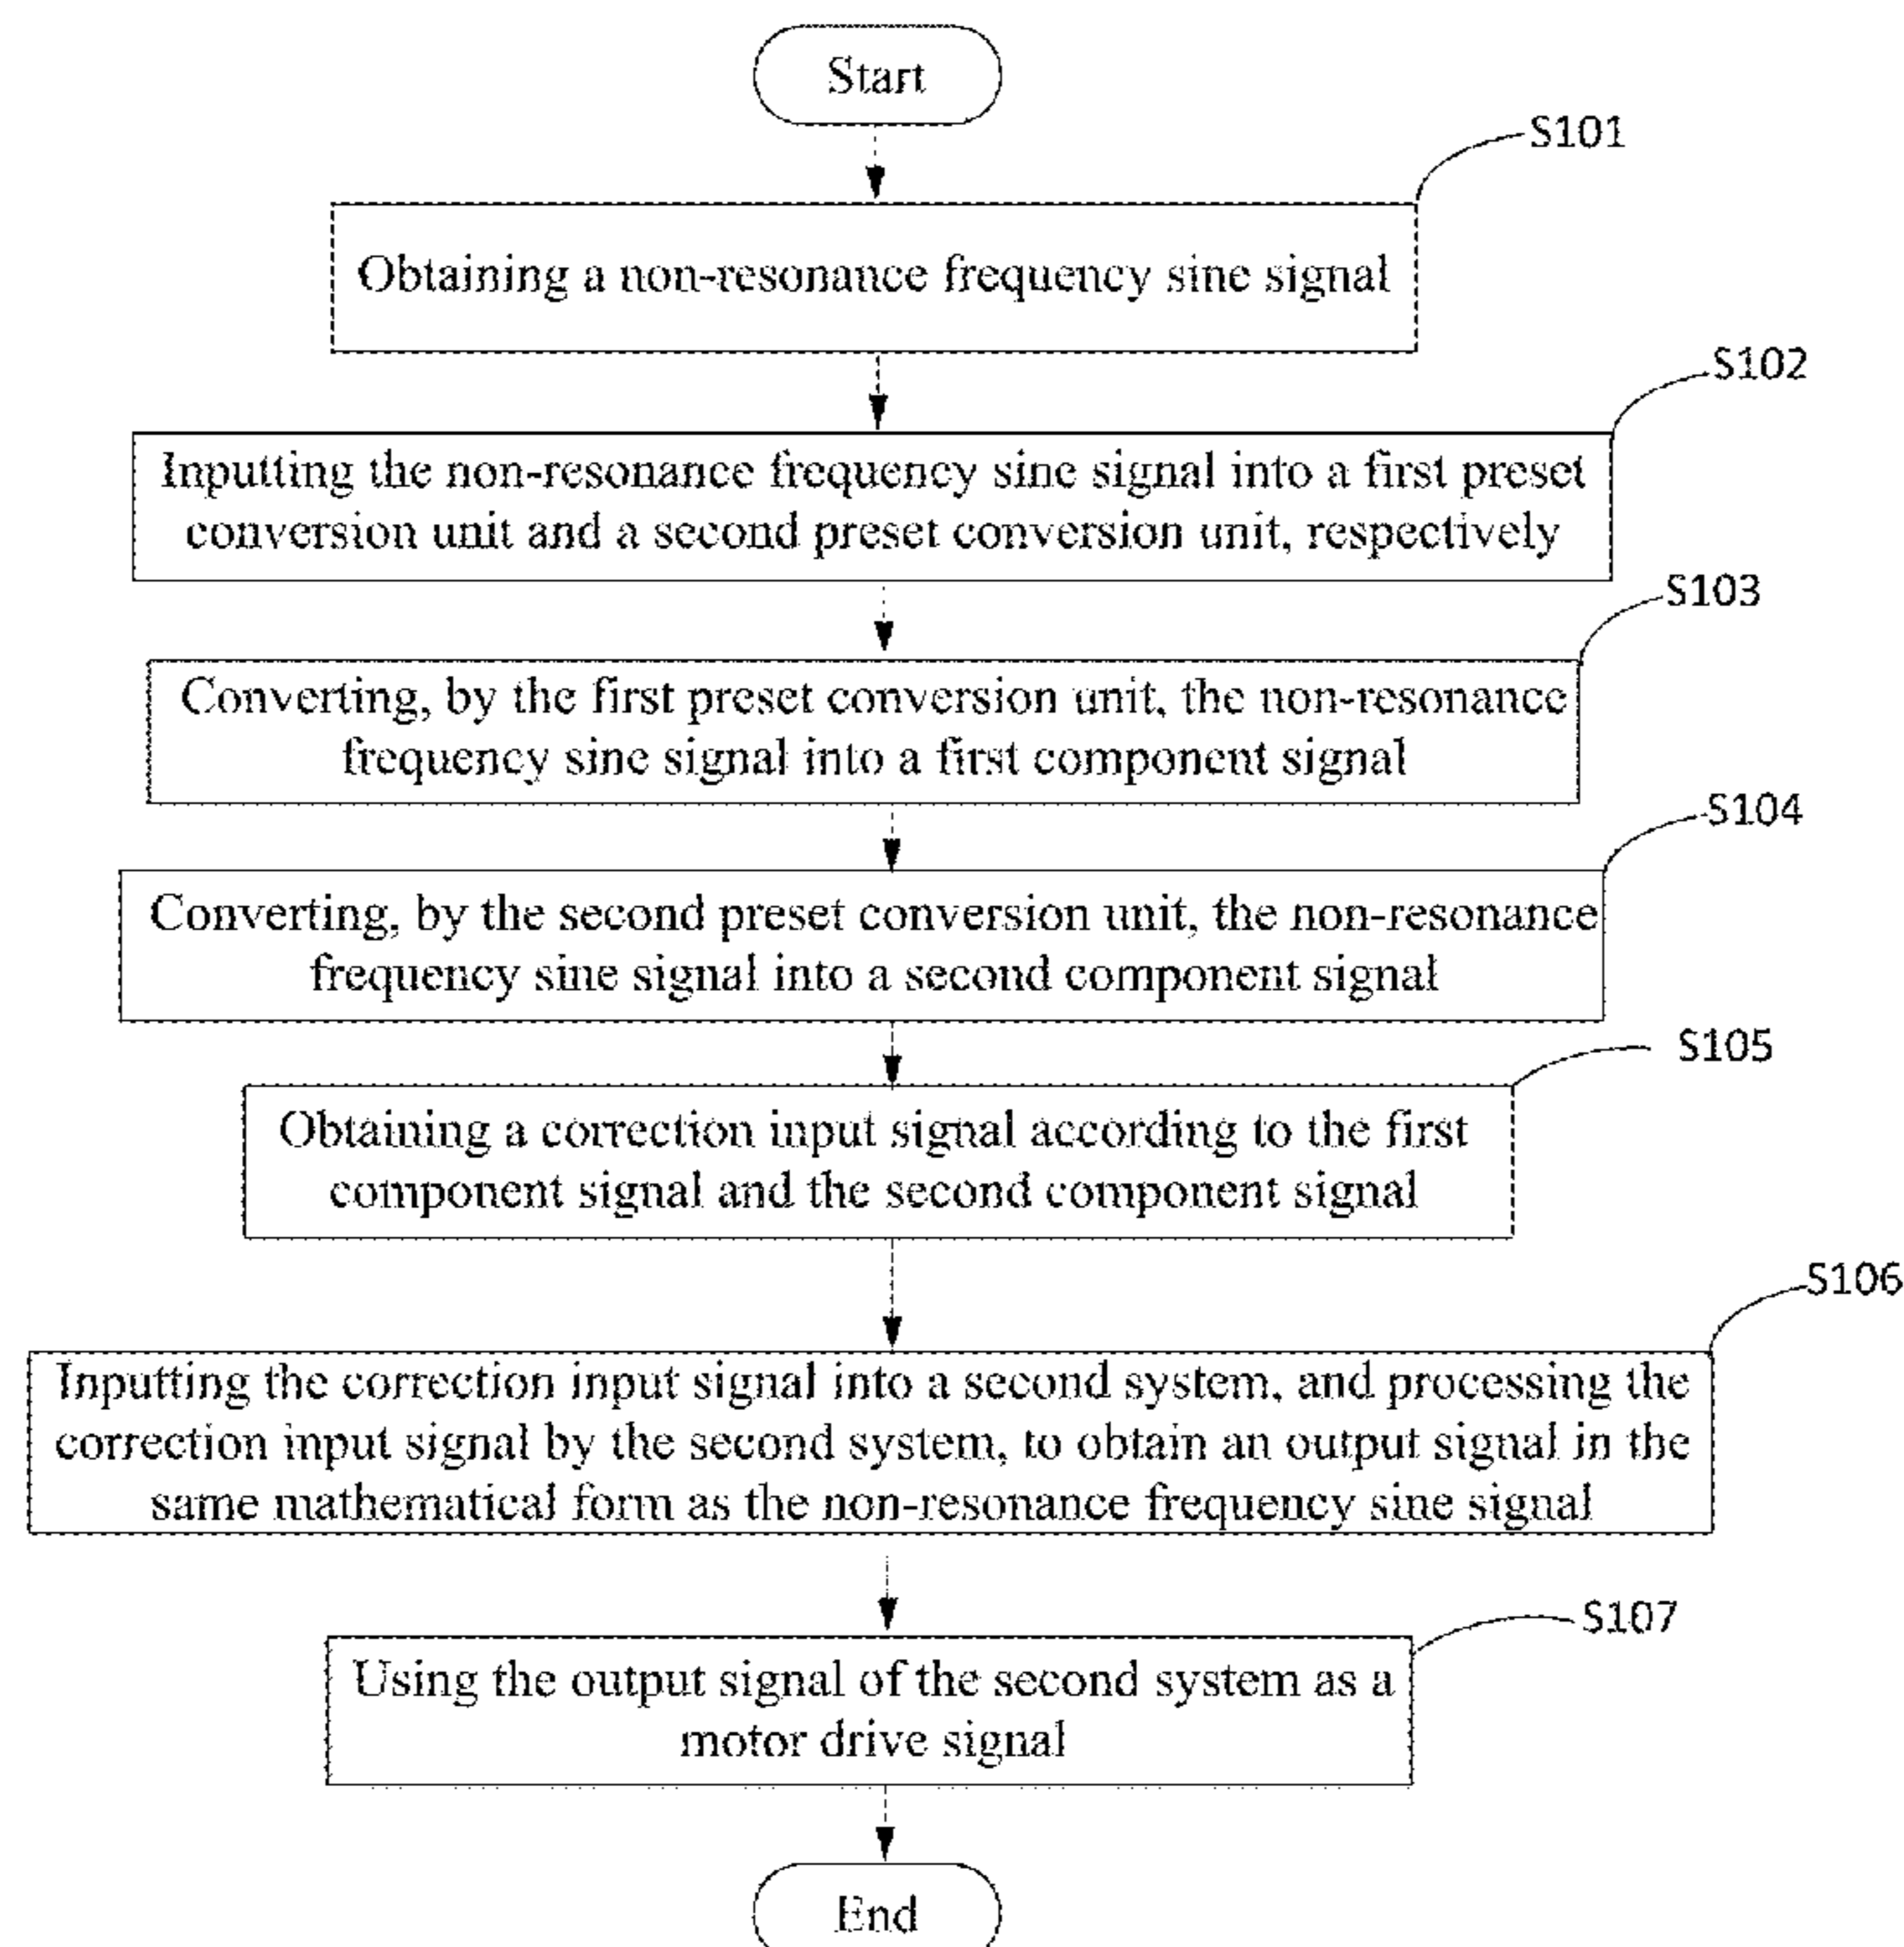 Start
S101
Obtaining a non-resonance frequency sine signal
S102
Inputting the non-resonance frequency sine signal into a first preset
conversion unit and a second preset conversion unit, respectively
S103
Converting, by the first preset conversion unit, the non-resonance
frequency sine signal into a first component signal
S104
Converting, by the second preset conversion unit, the non-resonance
frequency sine signal into a second component signal
S105
Obtaining a correction input signal according to the first
component signal and the second component signal
S106
Inputting the correction input signal into a second system, and processing the
correction input signal by the second system, to obtain an output signal in the
same mathematical form as the non-resonance frequency sine signal
S107
Using the output signal of the second system as a
motor drive signal
End